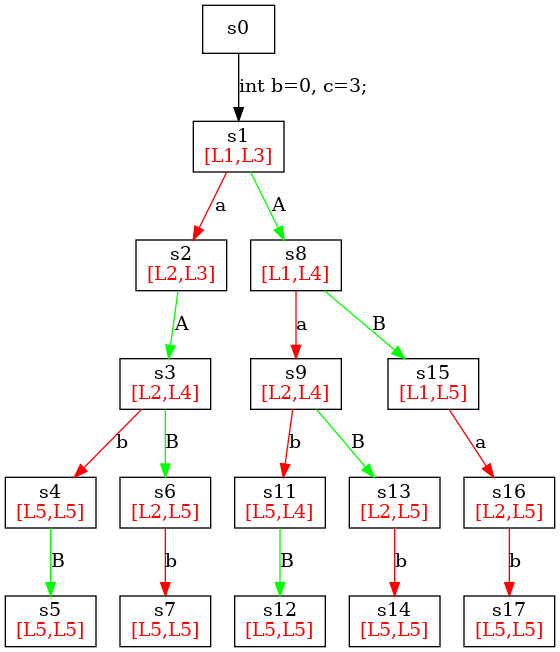 s0
int b=0, c=3;
s1
[L1,L3]
a
A
s2
[L2,L3]
s8
[L1,L4]
A
a
B
s3
[L2,L4]
s9
[L2,L4]
s15
[L1,L5]
b
B
b
B
a
s4
[L5,L5]
s6
[L2,L5]
s11
[L5,L4]
s13
[L2,L5]
s16
[L2,L5]
B
b
B
b
b
s5
[L5,L5]
s7
[L5,L5]
s12
[L5,L5]
s14
[L5,L5]
s17
[L5,L5]